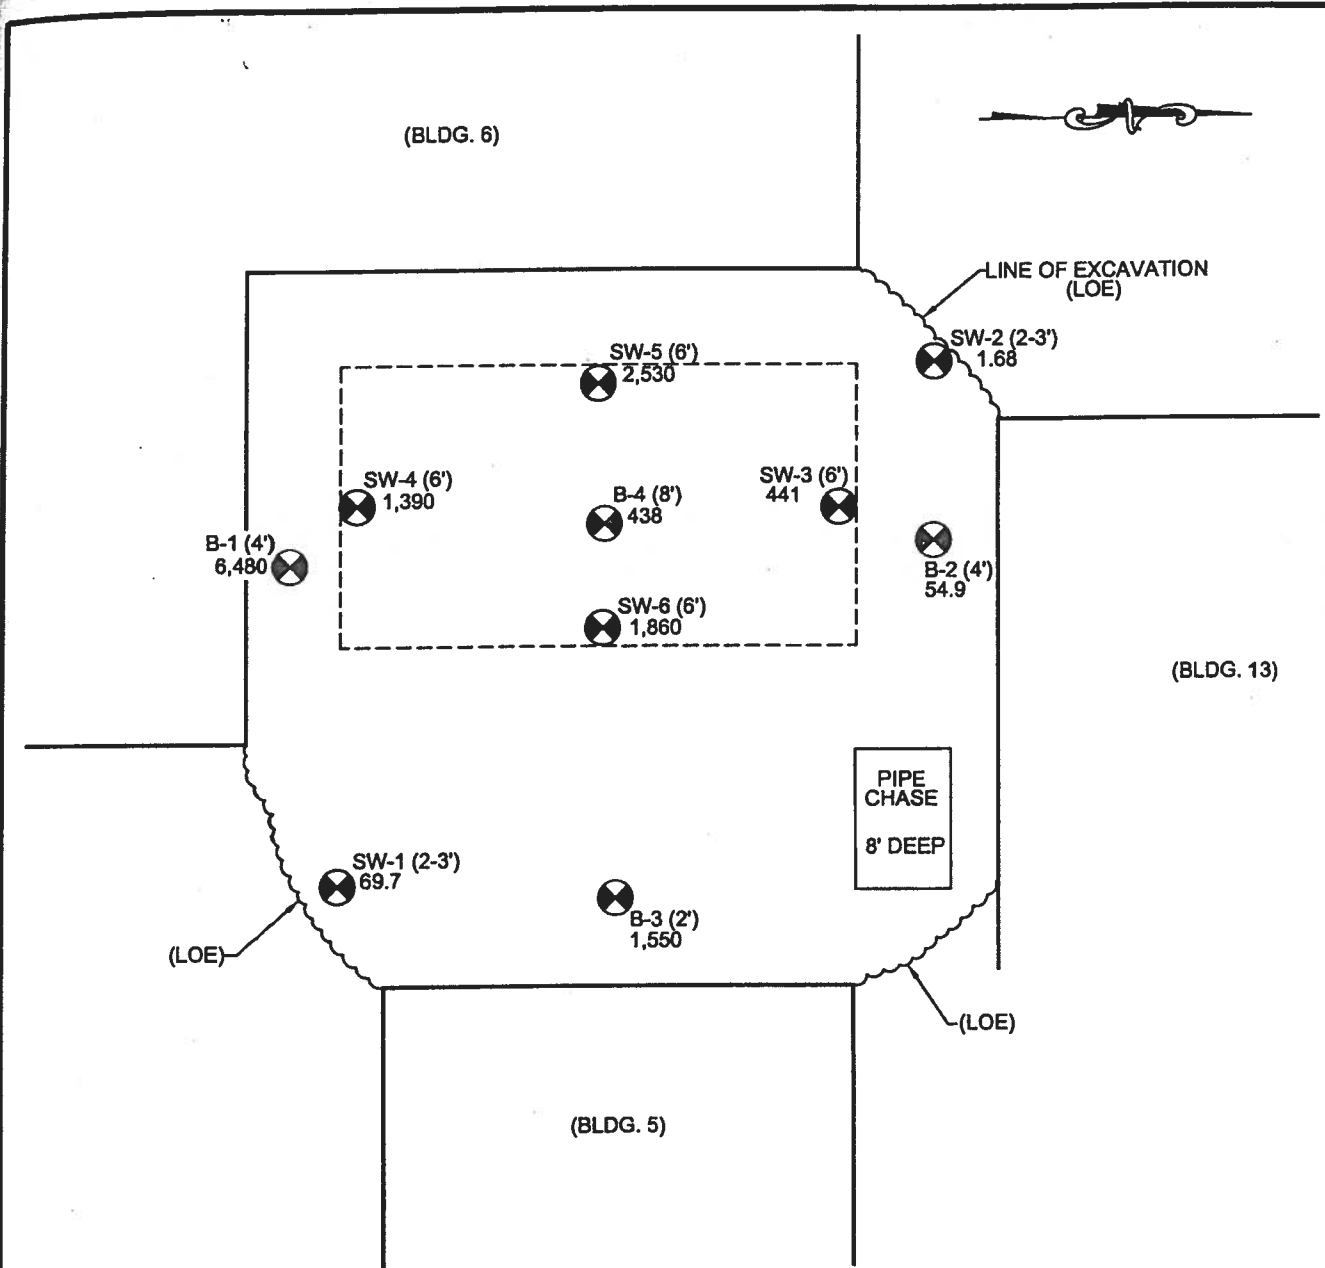 (BLDG. 6)
LINE OF EXCAVATION
(LOE)
SW-2 (2-3')
1.68
SW-5 (6')
2,530
SW-4 (6')
1,390
B-4 (8')
438
SW-3 (6')
441
B-1 (4')
6,480
B-2 (4')
54.9
SW-6 (6')
1,860
(BLDG. 13)
PIPE
CHASE
8' DEEP
SW-1 (2-3')
69.7
B-3 (2')
1,550
(LOE)
(LOE)
(BLDG. 5)